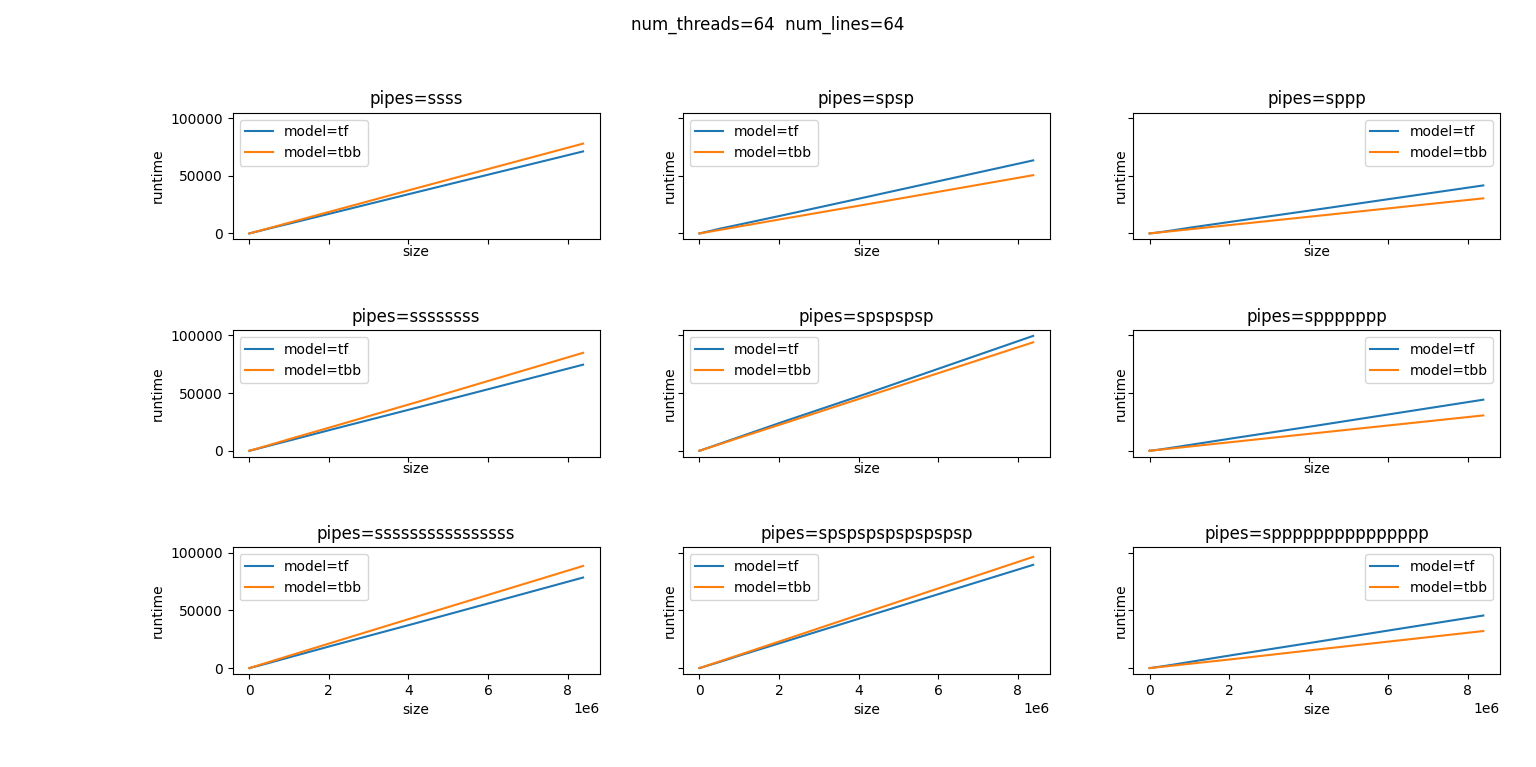 num_threads=64  num_lines=64
pipes=ssss
100000
50000
0
runtime
model=tf
model=tbb
size
pipes=spsp
runtime
model=tf
model=tbb
size
pipes=sppp
runtime
model=tf
model=tbb
size
pipes=ssssssss
100000
50000
0
runtime
model=tf
model=tbb
size
pipes=spspspsp
runtime
model=tf
model=tbb
size
pipes=sppppppp
runtime
model=tf
model=tbb
size
pipes=ssssssssssssssss
100000
50000
0
runtime
model=tf
model=tbb
0 2 4 6 8
1e6
size
pipes=spspspspspspspsp
runtime
model=tf
model=tbb
0 2 4 6 8
1e6
size
pipes=sppppppppppppppp
runtime
model=tf
model=tbb
0 2 4 6 8
1e6
size